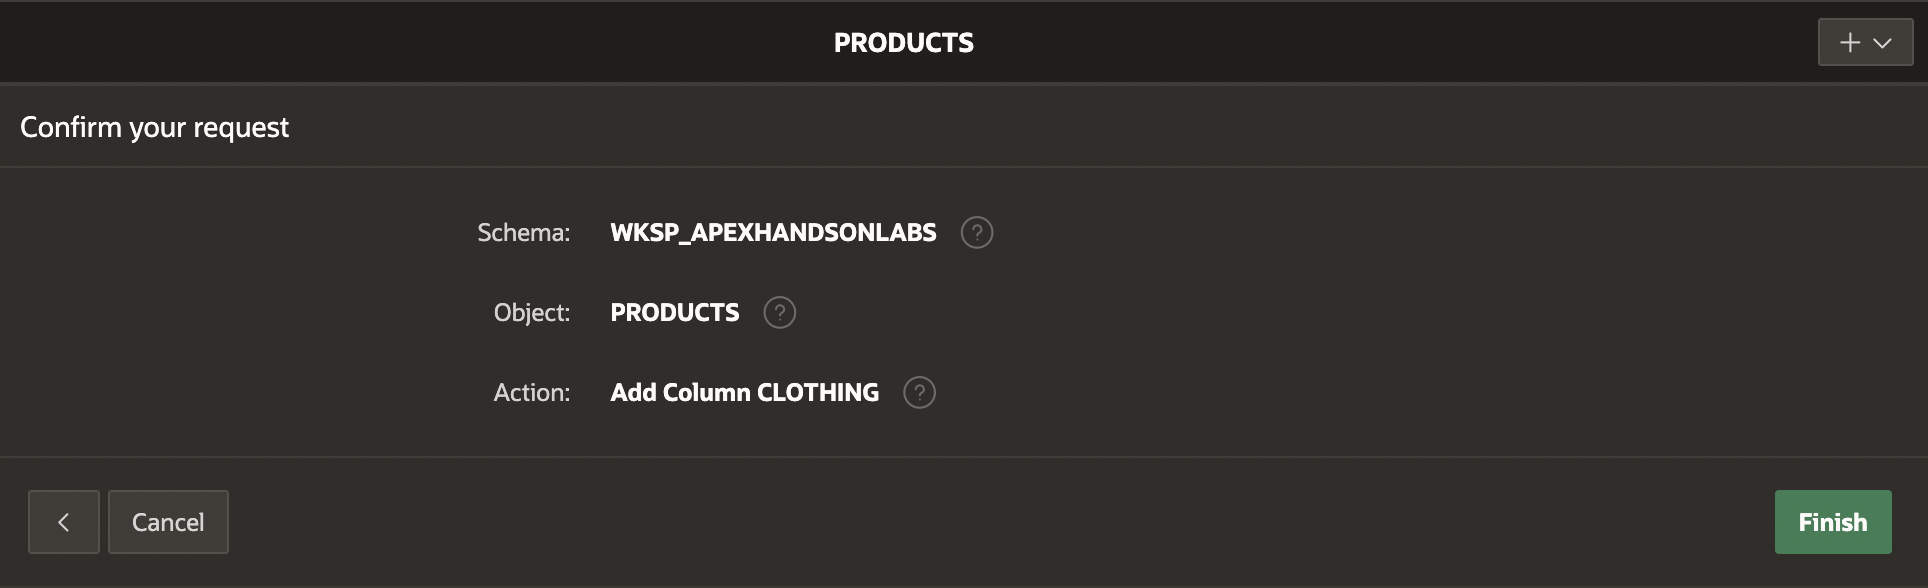 PRODUCTS
Confirm your request
Schema: WKSP_APEXHANDSONLABS ?
Object: PRODUCTS ?
Action: Add Column CLOTHING ?
Cancel Finish